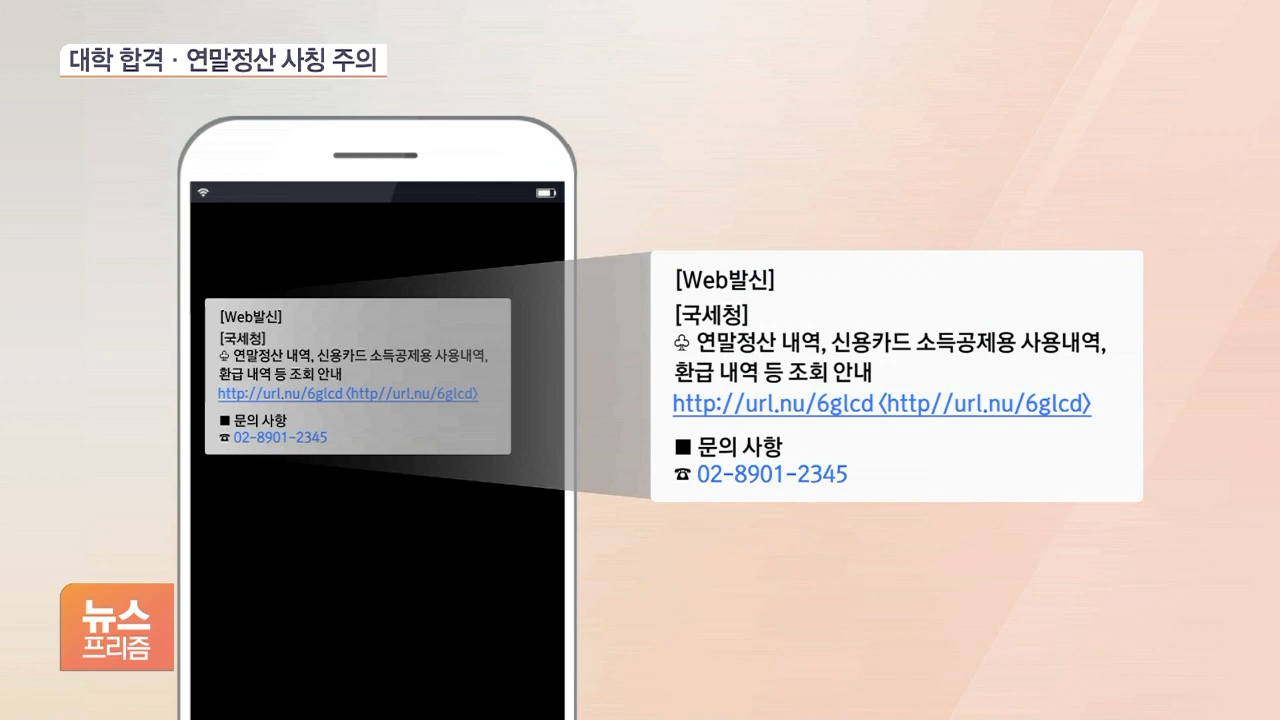 대학 합격 · 연말정산 사칭 주의
[Web발신]
[국세청]
♧ 연말정산 내역, 신용카드 소득공제용 사용내역,
환급 내역 등 조회 안내
http://url.nu/6glcd <http//url.nu/6glcd>
■ 문의 사항
☎ 02-8901-2345
[Web발신]
[국세청]
♧ 연말정산 내역, 신용카드 소득공제용 사용내역,
환급 내역 등 조회 안내
http://url.nu/6glcd <http//url.nu/6glcd>
■ 문의 사항
☎ 02-8901-2345
뉴스
프리즘